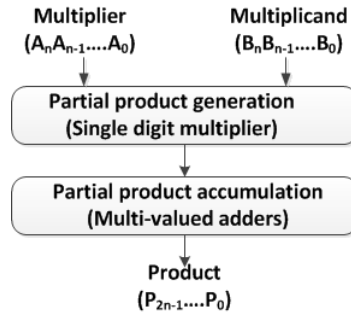 Multiplier Multiplicand
(AₙAₙ₋₁....A₀) (BₙBₙ₋₁....B₀)
Partial product generation
(Single digit multiplier)
Partial product accumulation
(Multi-valued adders)
Product
(P₂ₙ₋₁....P₀)